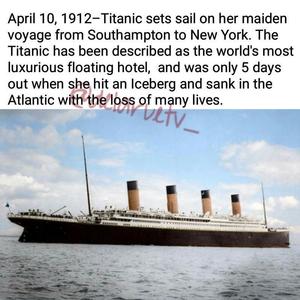 April 10, 1912–Titanic sets sail on her maiden
voyage from Southampton to New York. The
Titanic has been described as the world's most
luxurious floating hotel,  and was only 5 days
out when she hit an Iceberg and sank in the
Atlantic with the loss of many lives.